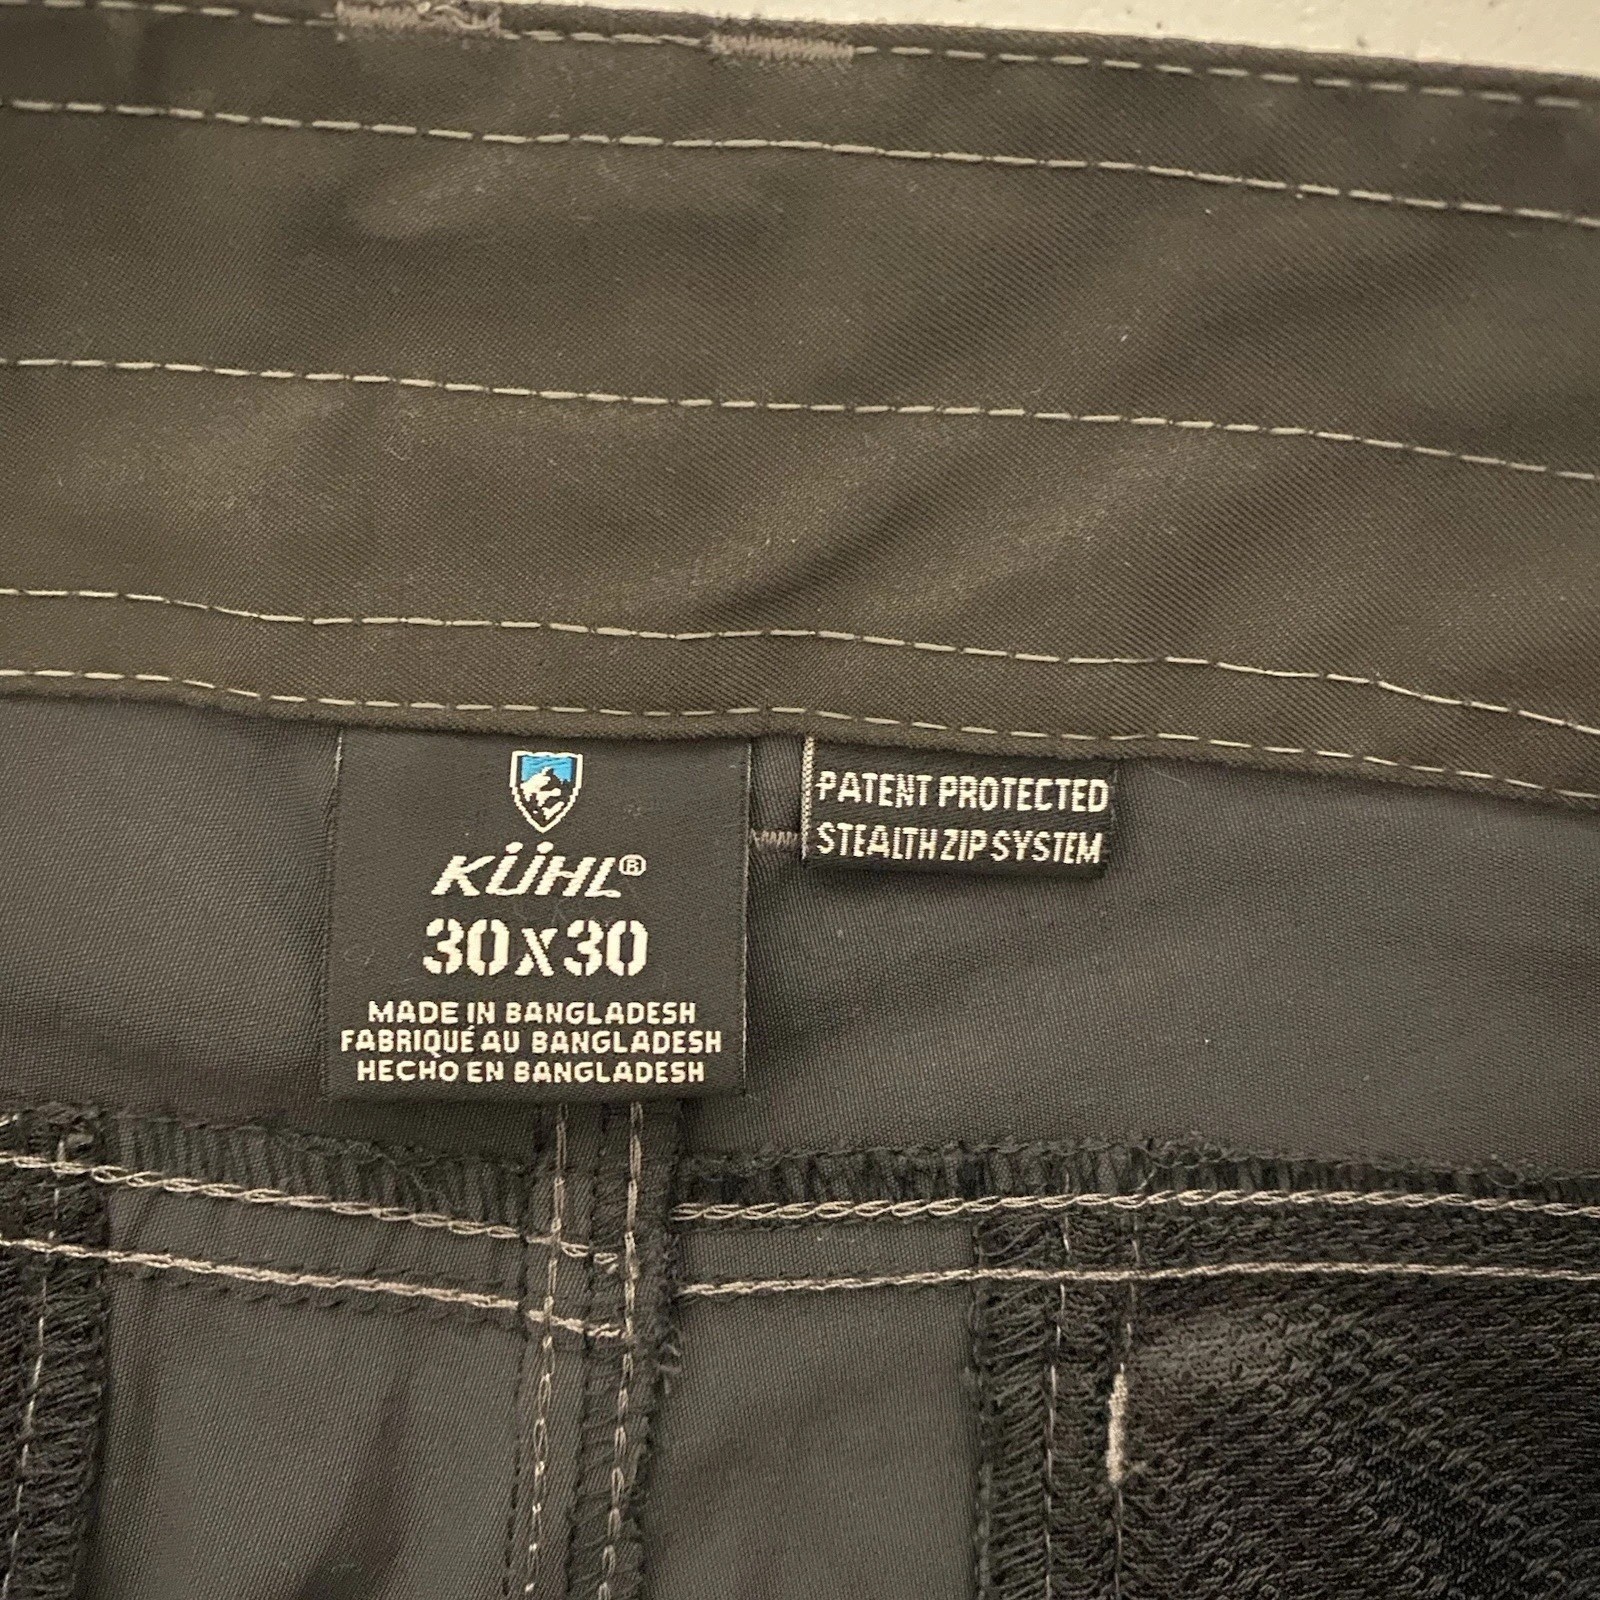 KÜHL®
30X30
MADE IN BANGLADESH
FABRIQUÉ AU BANGLADESH
HECHO EN BANGLADESH
PATENT PROTECTED
STEALTH ZIP SYSTEM